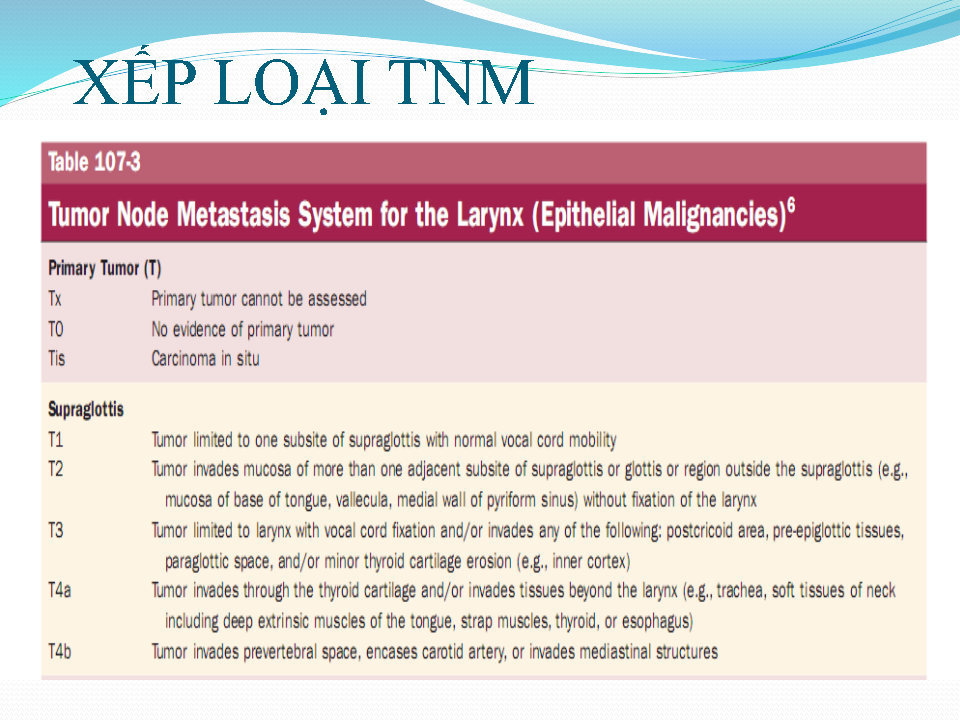 XẾP LOẠI TNM
Table 107-3
Tumor Node Metastasis System for the Larynx (Epithelial Malignancies)6
Primary Tumor (T)
Tx Primary tumor cannot be assessed
T0 No evidence of primary tumor
Tis Carcinoma in situ
Supraglottis
T1 Tumor limited to one subsite of supraglottis with normal vocal cord mobility
T2 Tumor invades mucosa of more than one adjacent subsite of supraglottis or glottis or region outside the supraglottis (e.g.,
mucosa of base of tongue, vallecula, medial wall of pyriform sinus) without fixation of the larynx
T3 Tumor limited to larynx with vocal cord fixation and/or invades any of the following: postcricoid area, pre-epiglottic tissues,
paraglottic space, and/or minor thyroid cartilage erosion (e.g., inner cortex)
T4a Tumor invades through the thyroid cartilage and/or invades tissues beyond the larynx (e.g., trachea, soft tissues of neck
including deep extrinsic muscles of the tongue, strap muscles, thyroid, or esophagus)
T4b Tumor invades prevertebral space, encases carotid artery, or invades mediastinal structures